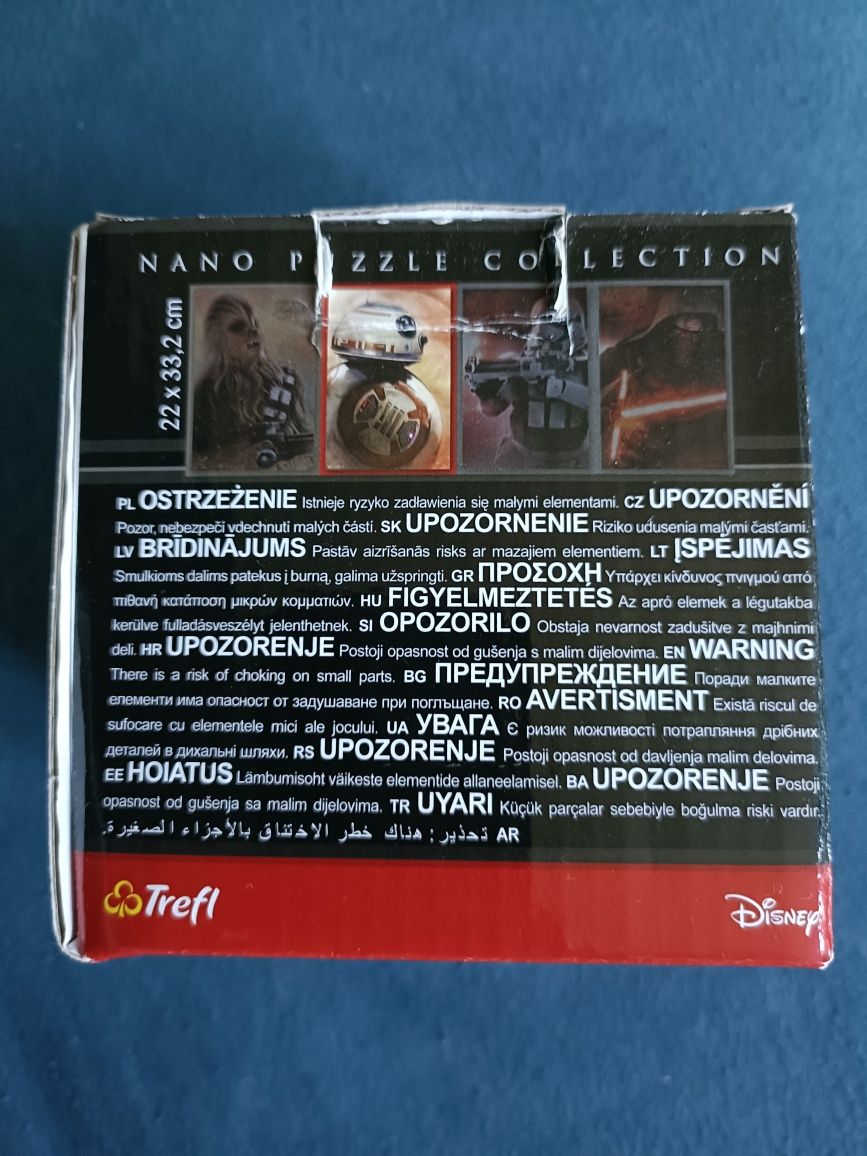 NANO PUZZLE COLLECTION
22 x 33,2 cm
PL OSTRZEŻENIE Istnieje ryzyko zadławienia się małymi elementami. CZ UPOZORNĚNÍ
Pozor, nebezpečí vdechnuti malých částí. SK UPOZORNENIE Riziko udusenia malými časťami.
LV BRĪDINĀJUMS Pastāv aizrīšanās risks ar mazajiem elementiem. LT ĮSPĖJIMAS
Smulkioms dalims patekus į burną, galima užspringti. GR ΠΡΟΣΟΧΗ Υπάρχει κίνδυνος πνιγμού από
πιθανή κατάποση μικρών κομματιών. HU FIGYELMEZTETÉS Az apró elemek a légutakba
kerülve fulladásveszélyt jelenthetnek. SI OPOZORILO Obstaja nevarnost zadušitve z majhnimi
deli. HR UPOZORENJE Postoji opasnost od gušenja s malim dijelovima. EN WARNING
There is a risk of choking on small parts. BG ПРЕДУПРЕЖДЕНИЕ Поради малките
елементи има опасност от задушаване при поглъщане. RO AVERTISMENT Există riscul de
sufocare cu elementele mici ale jocului. UA УВАГА Є ризик можливості потрапляння дрібних
деталей в дихальні шляхи. RS UPOZORENJE Postoji opasnost od davljenja malim delovima.
EE HOIATUS Lämbumisoht väikeste elementide allaneelamisel. BA UPOZORENJE Postoji
opasnost od gušenja sa malim dijelovima. TR UYARI Küçük parçalar sebebiyle boğulma riski vardır.
AR تحذير: هناك خطر الاختناق بالأجزاء الصغيرة.
Trefl
Disney